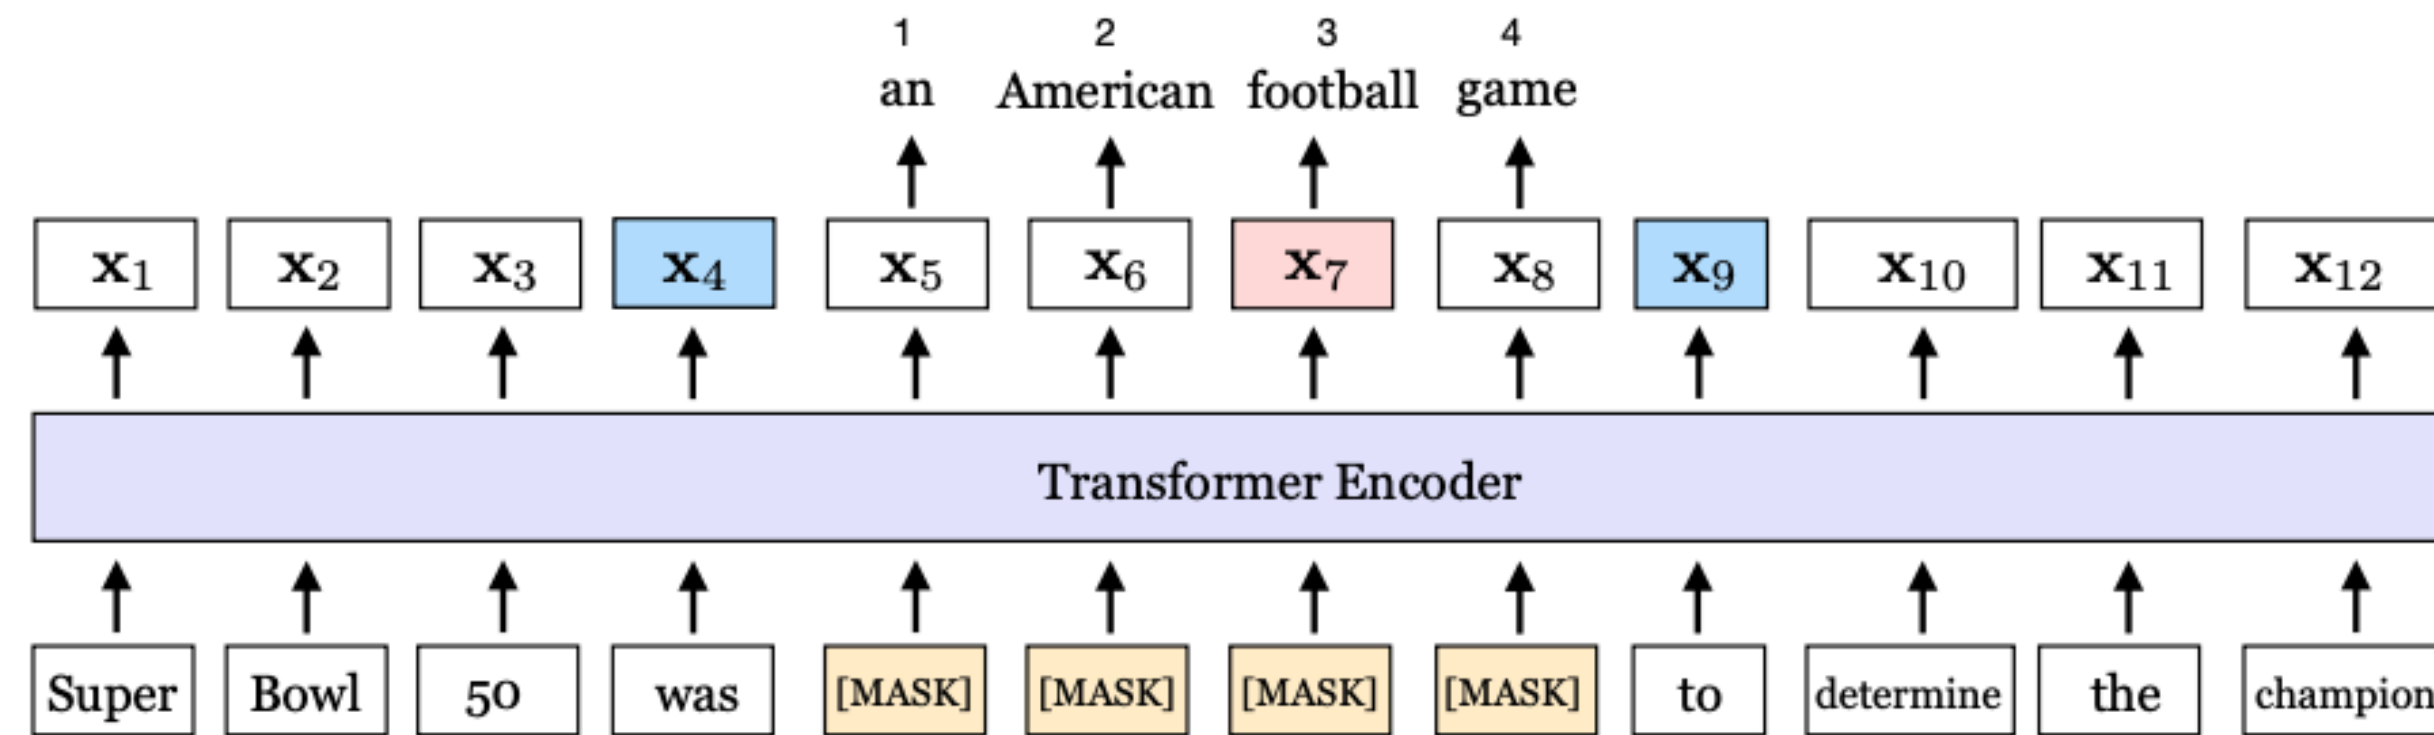 1 2 3 4
an American football game
x1 x2 x3 x4 x5 x6 x7 x8 x9 x10 x11 x12
Transformer Encoder
Super Bowl 50 was [MASK] [MASK] [MASK] [MASK] to determine the champion